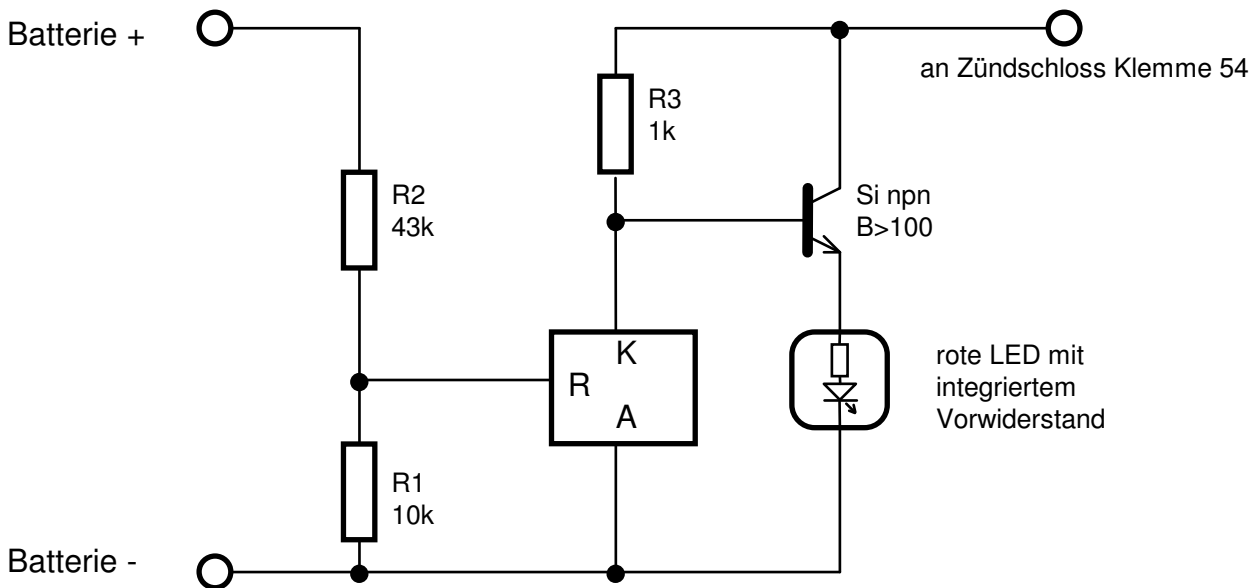 Batterie +
an Zündschloss Klemme 54
R3
1k
R2
43k
Si npn
B>100
K
R
A
rote LED mit
integriertem
Vorwiderstand
R1
10k
Batterie -